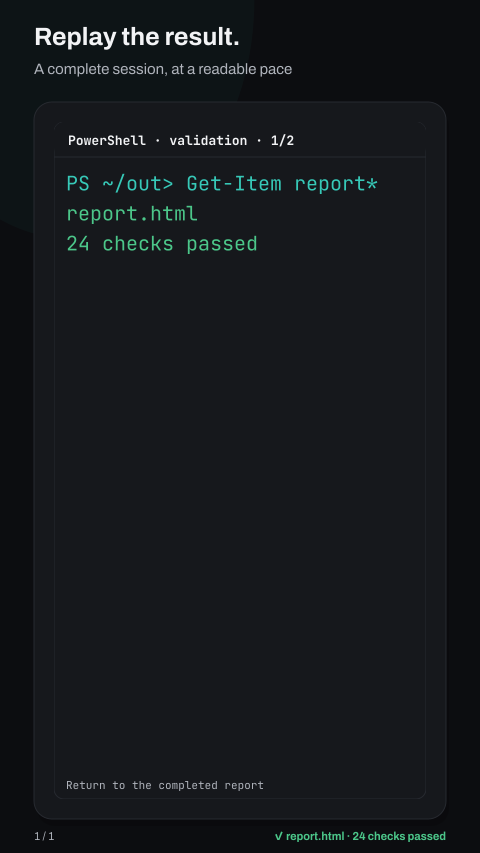 Replay the result.
A complete session, at a readable pace
PowerShell · validation · 1/2
PS ~/out> Get-Item report*
report.html
24 checks passed
Return to the completed report
1 / 1
✓ report.html · 24 checks passed